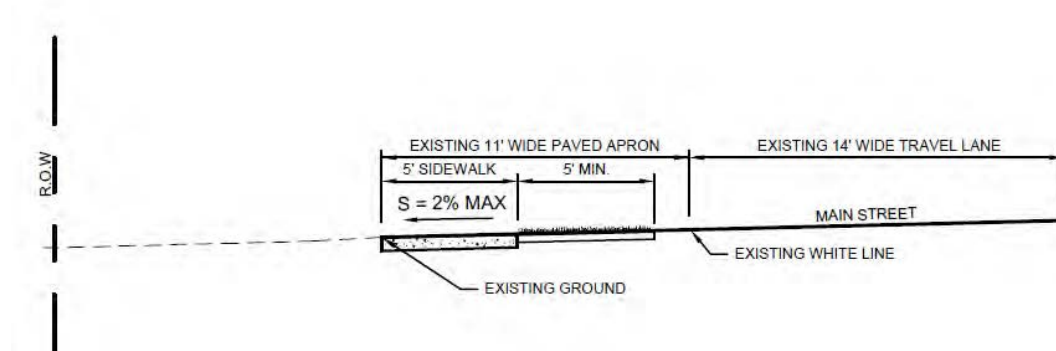 R.O.W
EXISTING 11' WIDE PAVED APRON
EXISTING 14' WIDE TRAVEL LANE
5' SIDEWALK
5' MIN.
S = 2% MAX
MAIN STREET
EXISTING WHITE LINE
EXISTING GROUND